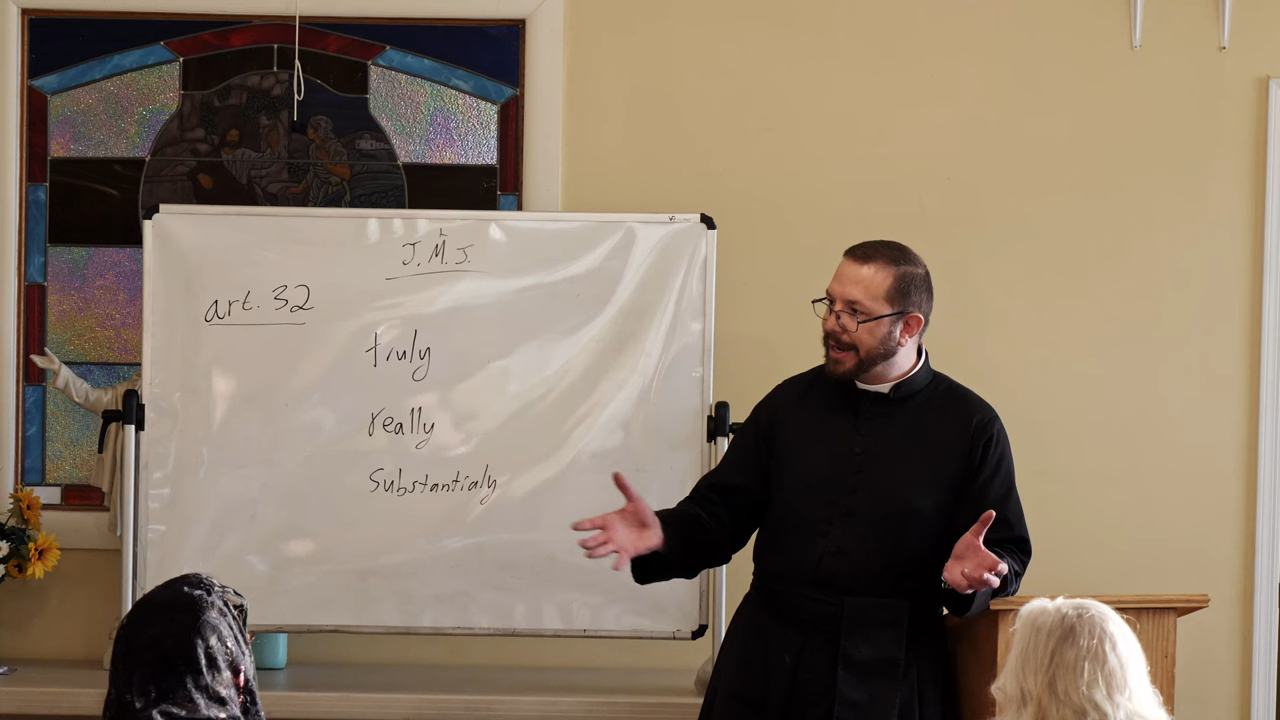 J. M. J.
art. 32
truly
really
Substantialy